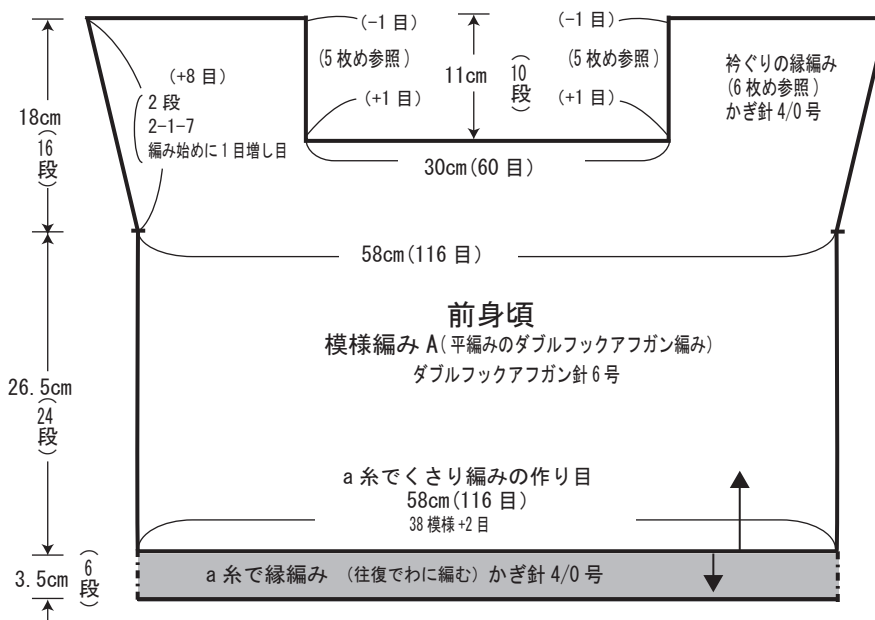 (−1 目)
(−1 目)
(+8 目)
(5 枚め参照)
11cm
(10段)
(5 枚め参照)
衿ぐりの縁編み
(6 枚め参照)
かぎ針 4/0 号
2 段
2-1-7
編み始めに 1 目増し目
(+1 目)
(+1 目)
18cm
(16段)
30cm(60 目)
58cm(116 目)
前身頃
模様編み A(平編みのダブルフックアフガン編み)
ダブルフックアフガン針 6 号
26.5cm
(24段)
a 糸でくさり編みの作り目
58cm(116 目)
38 模様 +2 目
3.5cm
(6段)
a 糸で縁編み (往復でわに編む) かぎ針 4/0 号